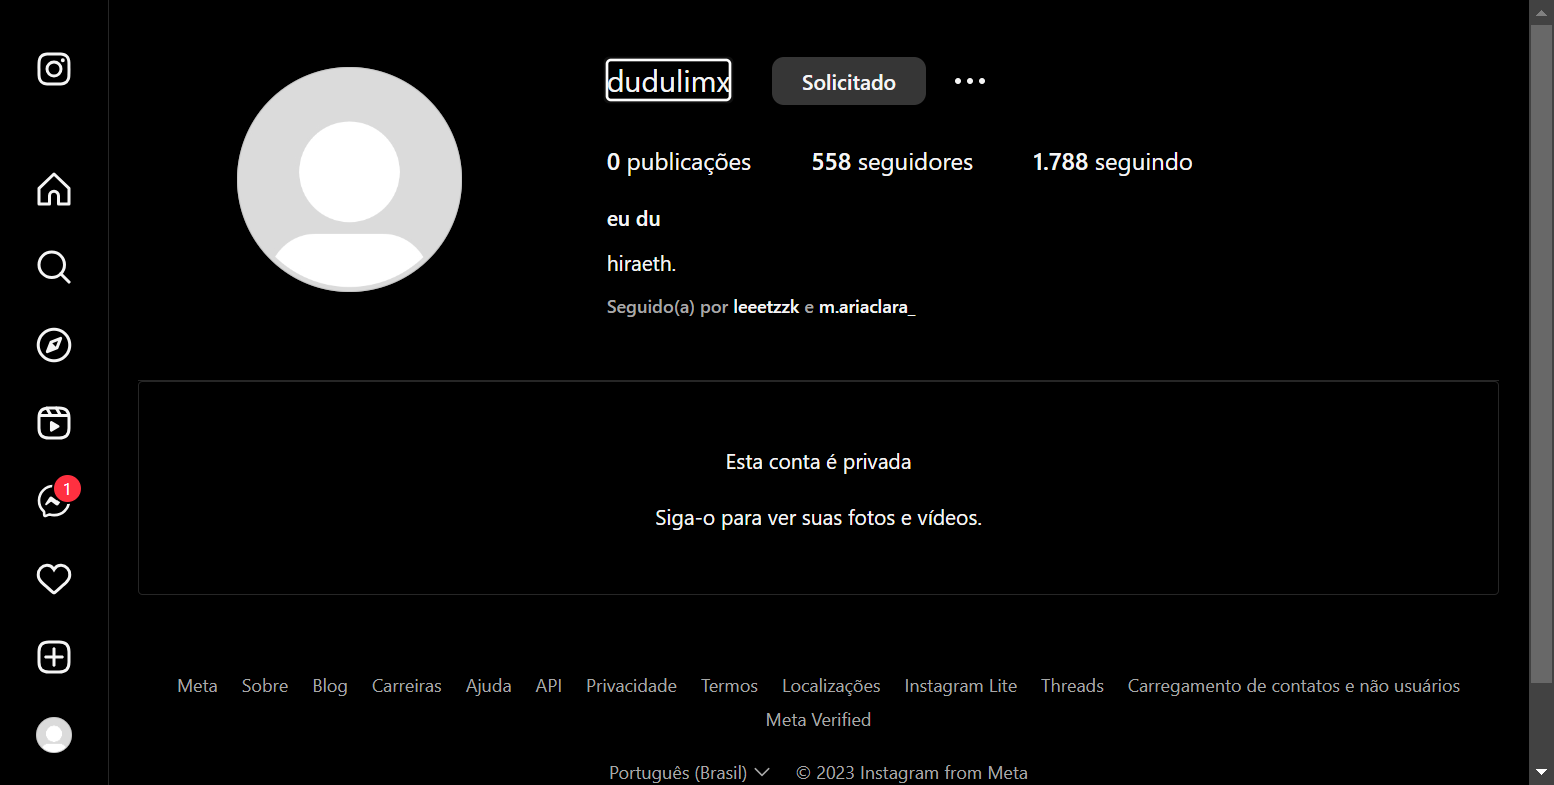 dudulimx Solicitado
0 publicações 558 seguidores 1.788 seguindo
eu du
hiraeth.
Seguido(a) por leeetzzk e m.ariaclara_
Esta conta é privada
Siga-o para ver suas fotos e vídeos.
1
Meta Sobre Blog Carreiras Ajuda API Privacidade Termos Localizações Instagram Lite Threads Carregamento de contatos e não usuários
Meta Verified
Português (Brasil) © 2023 Instagram from Meta